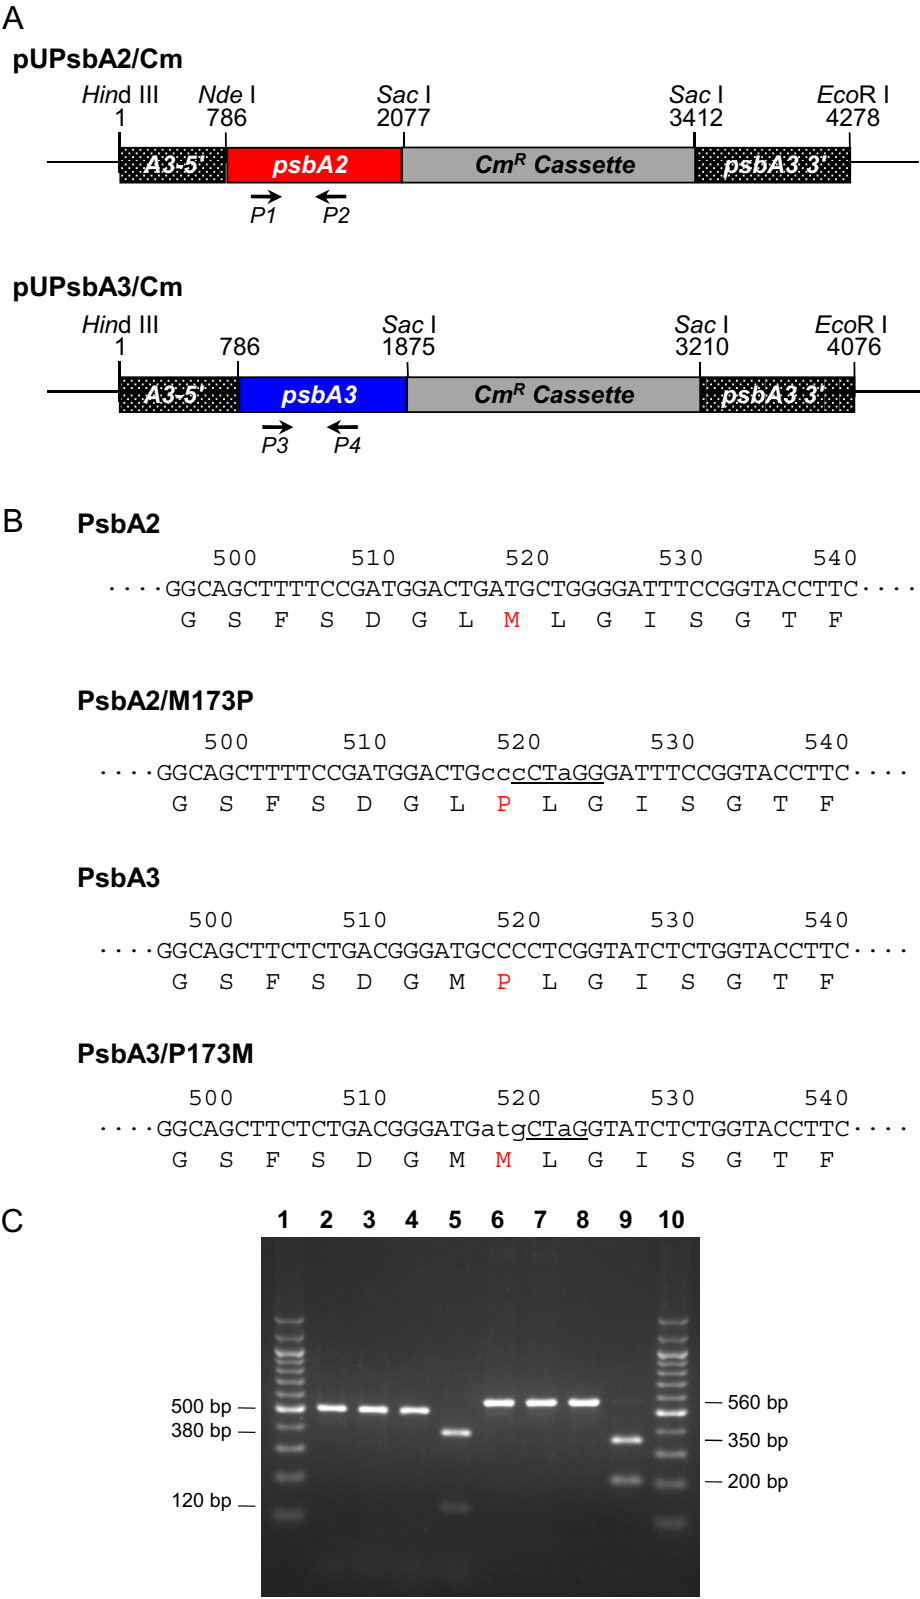 A
pUPsbA2/Cm
Hind III Nde I Sac I Sac I EcoR I
1 786 2077 3412 4278
A3-5' psbA2 CmR Cassette psbA3 3'
P1 P2
pUPsbA3/Cm
Hind III Sac I Sac I EcoR I
1 786 1875 3210 4076
A3-5' psbA3 CmR Cassette psbA3 3'
P3 P4
B
PsbA2
500 510 520 530 540
····GGCAGCTTTTCCGATGGACTGATGCTGGGGATTTCCGGTACCTTC····
G S F S D G L M L G I S G T F
PsbA2/M173P
500 510 520 530 540
····GGCAGCTTTTCCGATGGACTGcccCTaGGGATTTCCGGTACCTTC····
G S F S D G L P L G I S G T F
PsbA3
500 510 520 530 540
····GGCAGCTTCTCTGACGGGATGCCCCTCGGTATCTCTGGTACCTTC····
G S F S D G M P L G I S G T F
PsbA3/P173M
500 510 520 530 540
····GGCAGCTTCTCTGACGGGATGatgCTaGGTATCTCTGGTACCTTC····
G S F S D G M M L G I S G T F
C
1 2 3 4 5 6 7 8 9 10
500 bp 560 bp
380 bp 350 bp
120 bp 200 bp